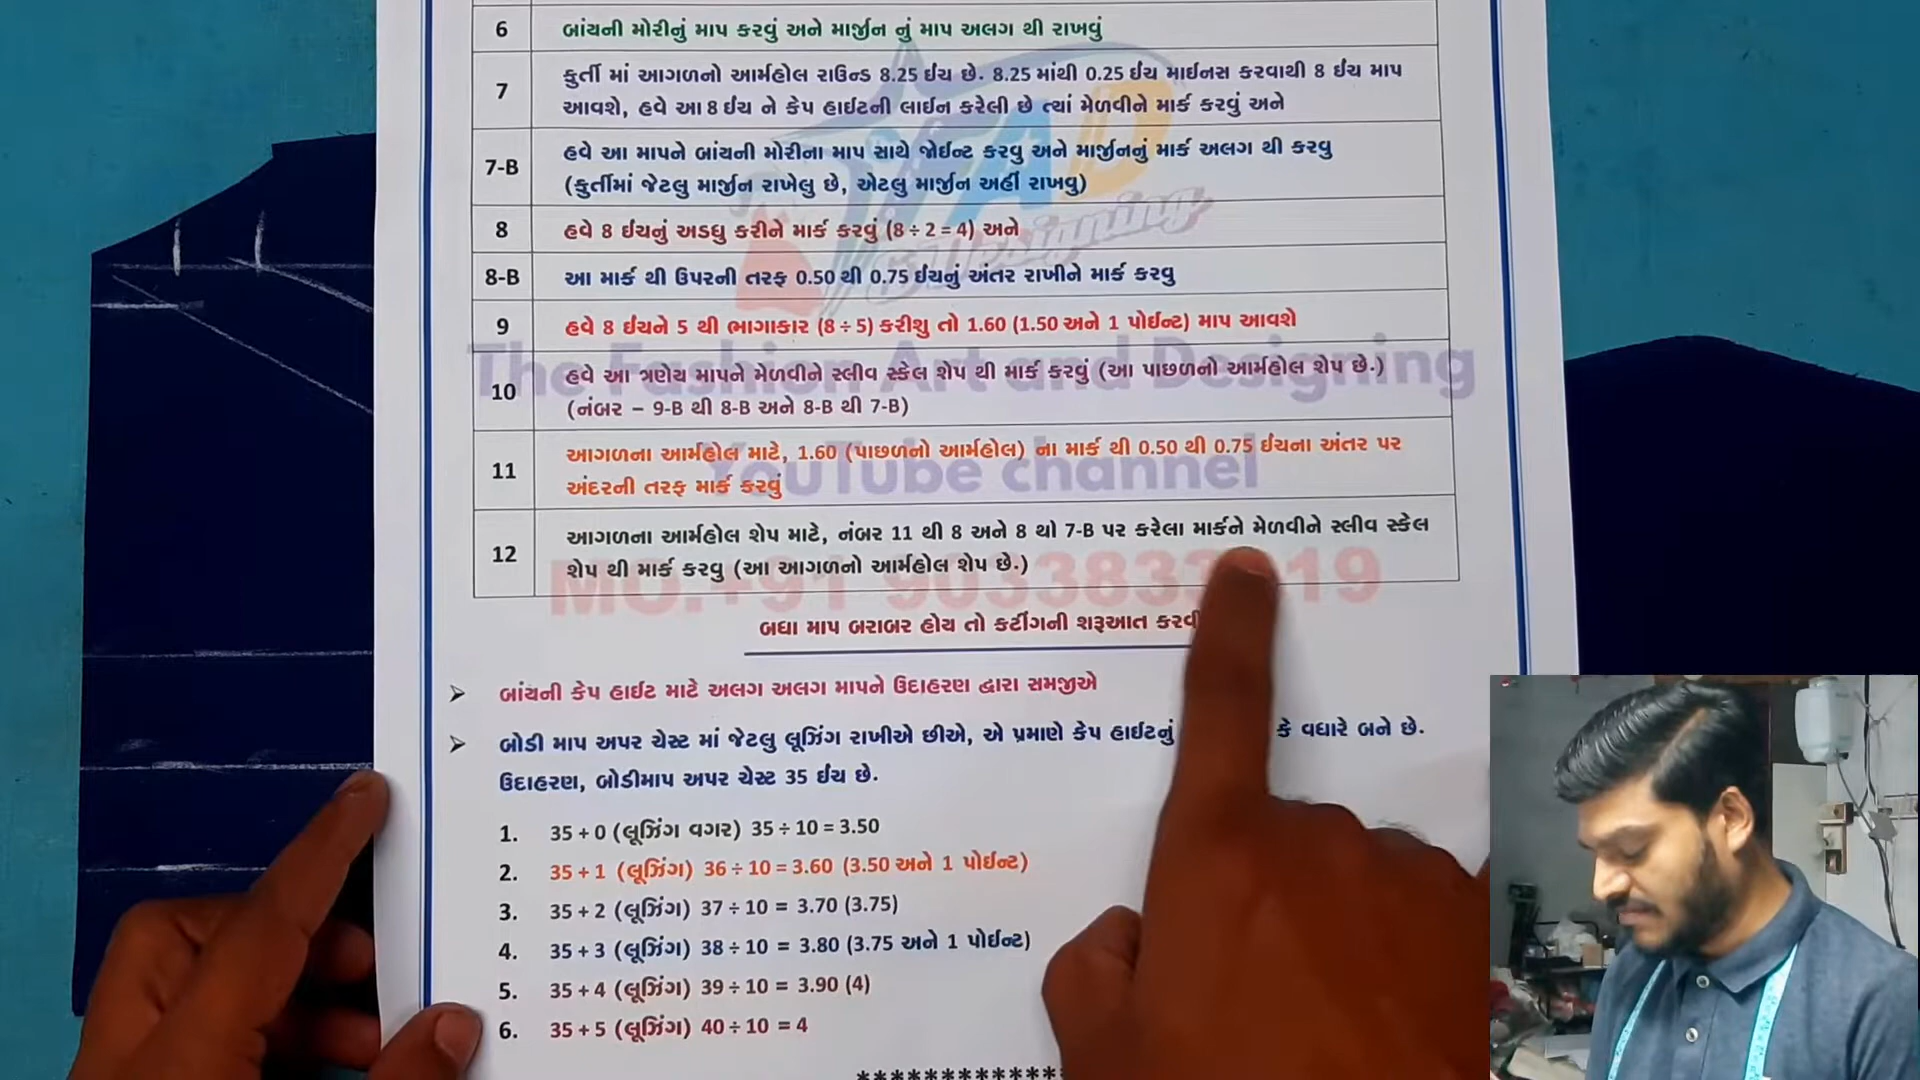 6 બાંયની મોરીનું માપ કરવું અને માર્જીન નું માપ અલગ થી રાખવું
7 કુર્તી માં આગળનો આર્મહોલ રાઉન્ડ 8.25 ઈંચ છે. 8.25 માંથી 0.25 ઈંચ માઈનસ કરવાથી 8 ઈંચ માપ
આવશે, હવે આ 8 ઈંચ ને કેપ હાઈટની લાઈન કરેલી છે ત્યાં મેળવીને માર્ક કરવું અને
7-B હવે આ માપને બાંયની મોરીના માપ સાથે જોઈન્ટ કરવુ અને માર્જીનનું માર્ક અલગ થી કરવુ
(કુર્તીમાં જેટલુ માર્જીન રાખેલુ છે, એટલુ માર્જીન અહીં રાખવુ)
8 હવે 8 ઈંચનું અડધુ કરીને માર્ક કરવું (8 ÷ 2 = 4) અને
8-B આ માર્ક થી ઉપરની તરફ 0.50 થી 0.75 ઈંચનું અંતર રાખીને માર્ક કરવુ
9 હવે 8 ઈંચને 5 થી ભાગાકાર (8 ÷ 5) કરીશુ તો 1.60 (1.50 અને 1 પોઈન્ટ) માપ આવશે
The Fashion Art and Designing
10 હવે આ ત્રણેય માપને મેળવીને સ્લીવ સ્કેલ શેપ થી માર્ક કરવું (આ પાછળનો આર્મહોલ શેપ છે.)
(નંબર – 9-B થી 8-B અને 8-B થી 7-B)
11 આગળના આર્મહોલ માટે, 1.60 (પાછળનો આર્મહોલ) ના માર્ક થી 0.50 થી 0.75 ઈંચના અંતર પર
અંદરની તરફ માર્ક કરવું
YouTube channel
12 આગળના આર્મહોલ શેપ માટે, નંબર 11 થી 8 અને 8 થો 7-B પર કરેલા માર્કને મેળવીને સ્લીવ સ્કેલ
શેપ થી માર્ક કરવુ (આ આગળનો આર્મહોલ શેપ છે.)
MO.+91
બધા માપ બરાબર હોય તો કર્ટીંગની શરૂઆત કરવી
➢ બાંયની કેપ હાઈટ માટે અલગ અલગ માપને ઉદાહરણ દ્વારા સમજીએ
➢ બોડી માપ અપર ચેસ્ટ માં જેટલુ લૂઝિંગ રાખીએ છીએ, એ પ્રમાણે કેપ હાઈટનું કે વધારે બને છે.
ઉદાહરણ, બોડીમાપ અપર ચેસ્ટ 35 ઈંચ છે.
1. 35 + 0 (લૂઝિંગ વગર) 35 ÷ 10 = 3.50
2. 35 + 1 (લૂઝિંગ) 36 ÷ 10 = 3.60 (3.50 અને 1 પોઈન્ટ)
3. 35 + 2 (લૂઝિંગ) 37 ÷ 10 = 3.70 (3.75)
4. 35 + 3 (લૂઝિંગ) 38 ÷ 10 = 3.80 (3.75 અને 1 પોઈન્ટ)
5. 35 + 4 (લૂઝિંગ) 39 ÷ 10 = 3.90 (4)
6. 35 + 5 (લૂઝિંગ) 40 ÷ 10 = 4